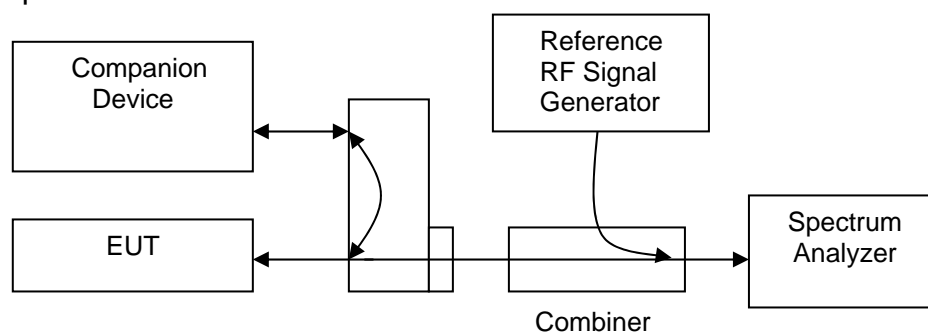 Companion
Device
Reference
RF Signal
Generator
EUT
Spectrum
Analyzer
Combiner